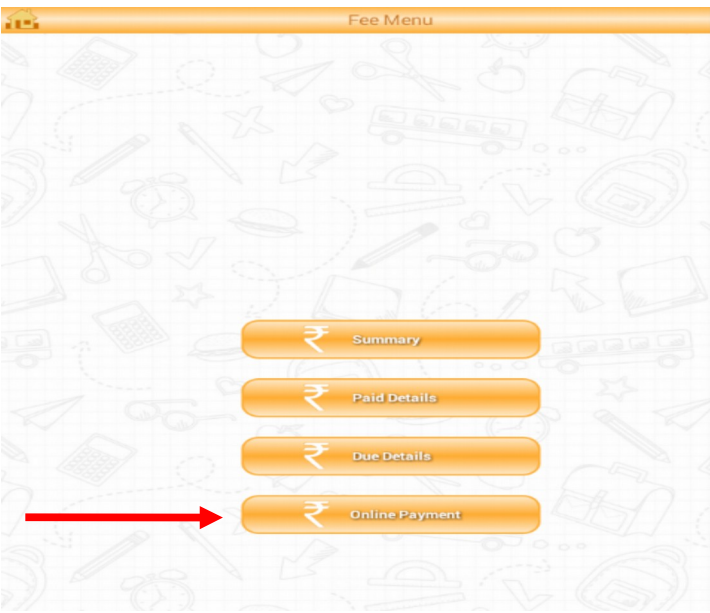 Fee Menu
₹ Summary
₹ Paid Details
₹ Due Details
₹ Online Payment